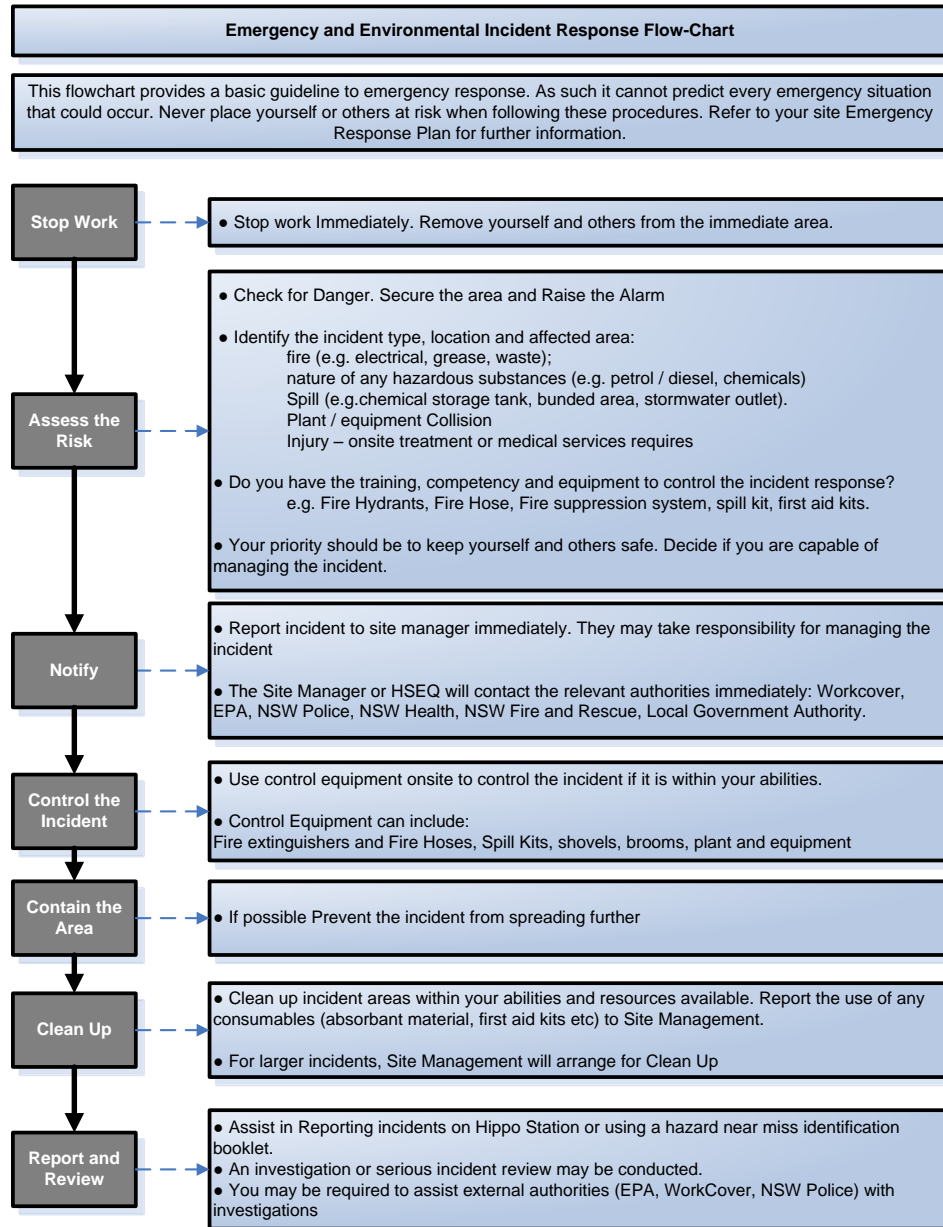 Emergency and Environmental Incident Response Flow-Chart
This flowchart provides a basic guideline to emergency response. As such it cannot predict every emergency situation
that could occur. Never place yourself or others at risk when following these procedures. Refer to your site Emergency
Response Plan for further information.
Stop Work
● Stop work Immediately. Remove yourself and others from the immediate area.
Assess the
Risk
● Check for Danger. Secure the area and Raise the Alarm
● Identify the incident type, location and affected area:
fire (e.g. electrical, grease, waste);
nature of any hazardous substances (e.g. petrol / diesel, chemicals)
Spill (e.g.chemical storage tank, bunded area, stormwater outlet).
Plant / equipment Collision
Injury – onsite treatment or medical services requires
● Do you have the training, competency and equipment to control the incident response?
e.g. Fire Hydrants, Fire Hose, Fire suppression system, spill kit, first aid kits.
● Your priority should be to keep yourself and others safe. Decide if you are capable of
managing the incident.
Notify
● Report incident to site manager immediately. They may take responsibility for managing the
incident
● The Site Manager or HSEQ will contact the relevant authorities immediately: Workcover,
EPA, NSW Police, NSW Health, NSW Fire and Rescue, Local Government Authority.
Control the
Incident
● Use control equipment onsite to control the incident if it is within your abilities.
● Control Equipment can include:
Fire extinguishers and Fire Hoses, Spill Kits, shovels, brooms, plant and equipment
Contain the
Area
● If possible Prevent the incident from spreading further
Clean Up
● Clean up incident areas within your abilities and resources available. Report the use of any
consumables (absorbant material, first aid kits etc) to Site Management.
● For larger incidents, Site Management will arrange for Clean Up
Report and
Review
● Assist in Reporting incidents on Hippo Station or using a hazard near miss identification
booklet.
● An investigation or serious incident review may be conducted.
● You may be required to assist external authorities (EPA, WorkCover, NSW Police) with
investigations